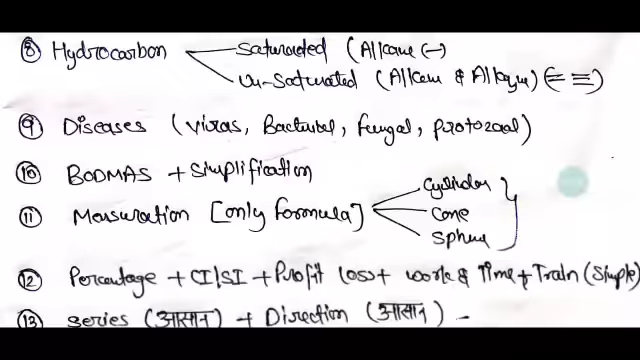 ⑧ Hydrocarbon Saturated (Alkane (—)
Un-Saturated (Alkene & Alkyne) (= ≡)
⑨ Diseases (Viras, Bacterial, fungal, protozoal)
⑩ BODMAS + Simplification
Cylinder
⑪ Mensuration [only formula] Cone
Sphere
⑫ Percentage + CI/SI + Profit loss + work & Time + Train (Simple)
⑬ Series (आसान) + Direction (आसान) —